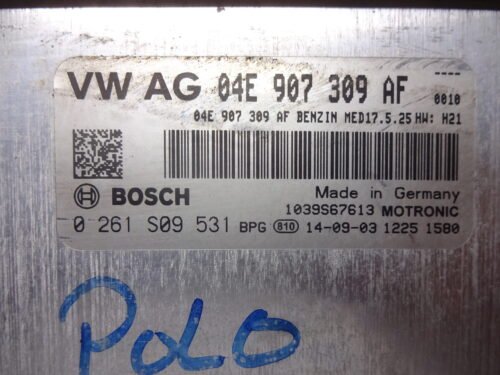 VW AG 04E 907 309 AF
----
0010
04E 907 309 AF BENZIN MED17.5.25 HW: H21
BOSCH
Made in Germany
1039S67613 MOTRONIC
0 261 S09 531 BPG 810 14-09-03 1225 1580
POLO